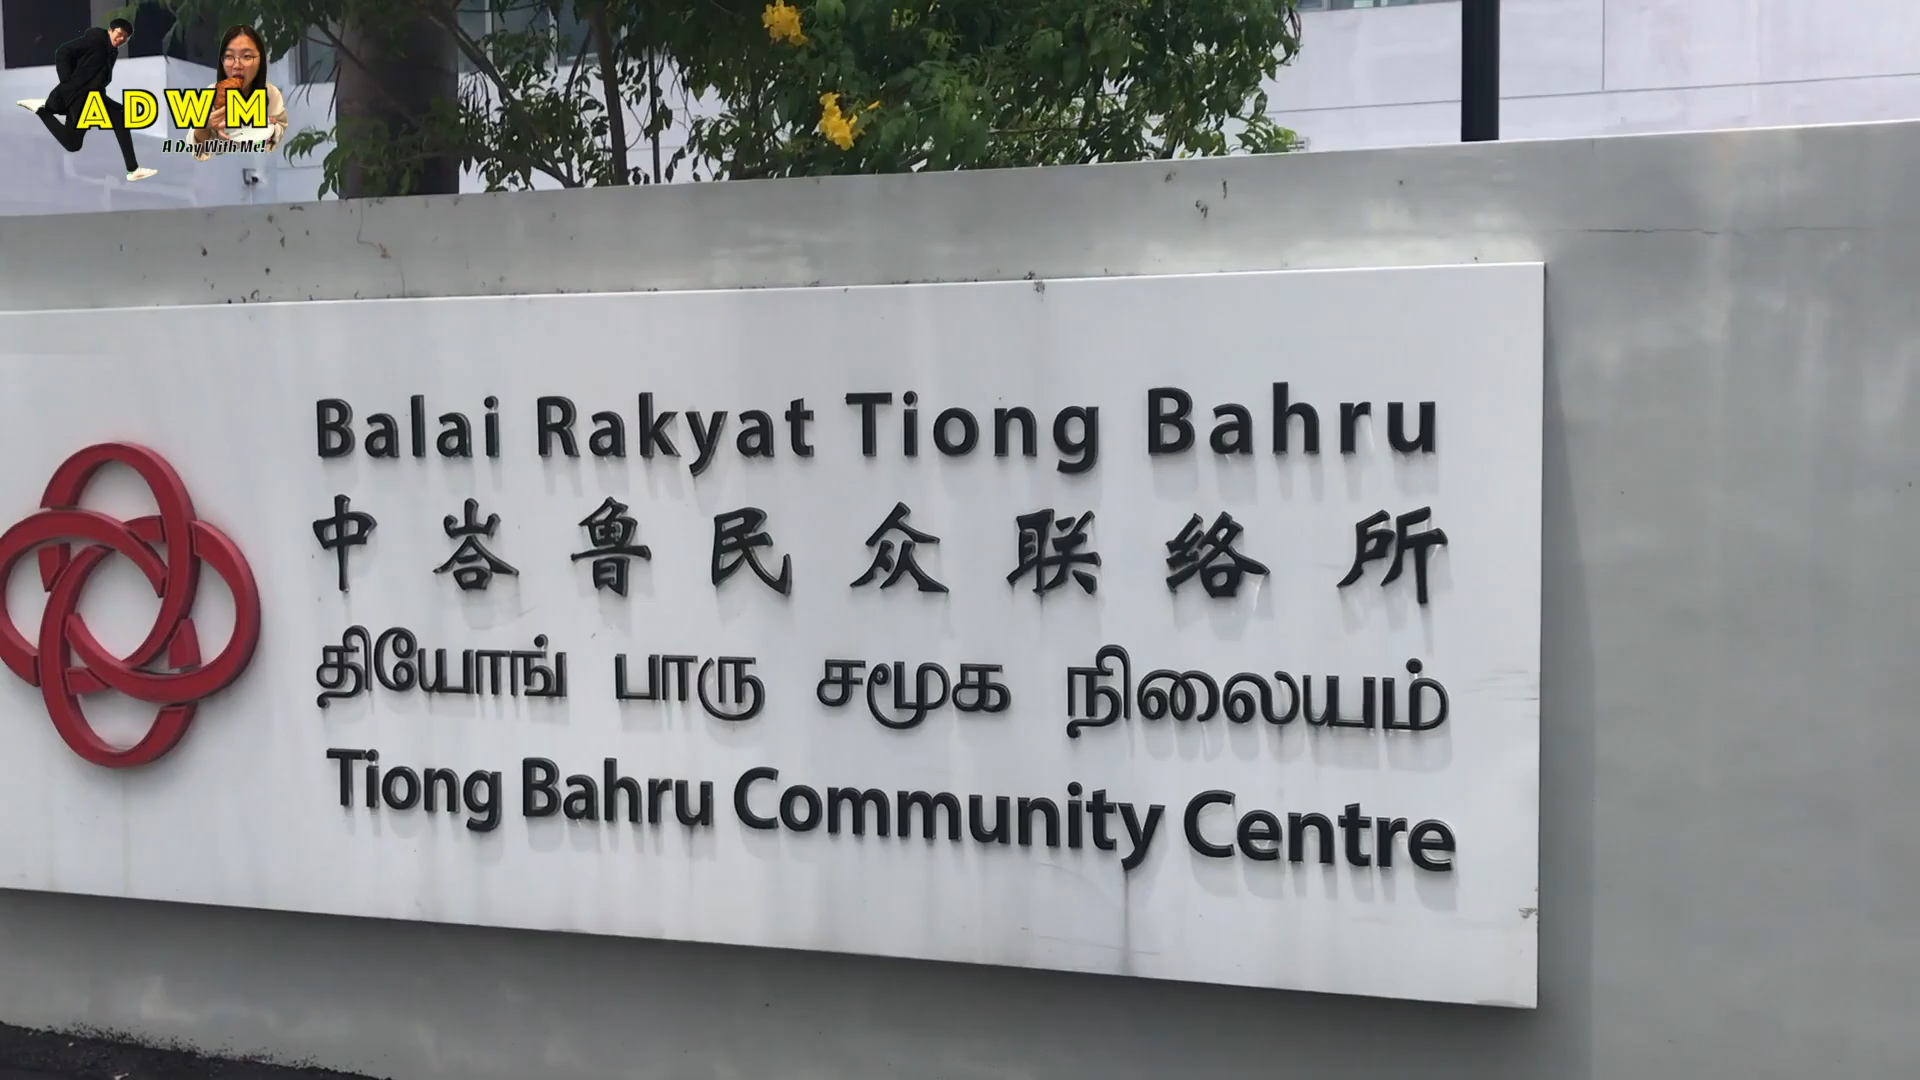 ADWM
A Day With Me!
Balai Rakyat Tiong Bahru
中峇鲁民众联络所
தியோங் பாரு சமூக நிலையம்
Tiong Bahru Community Centre